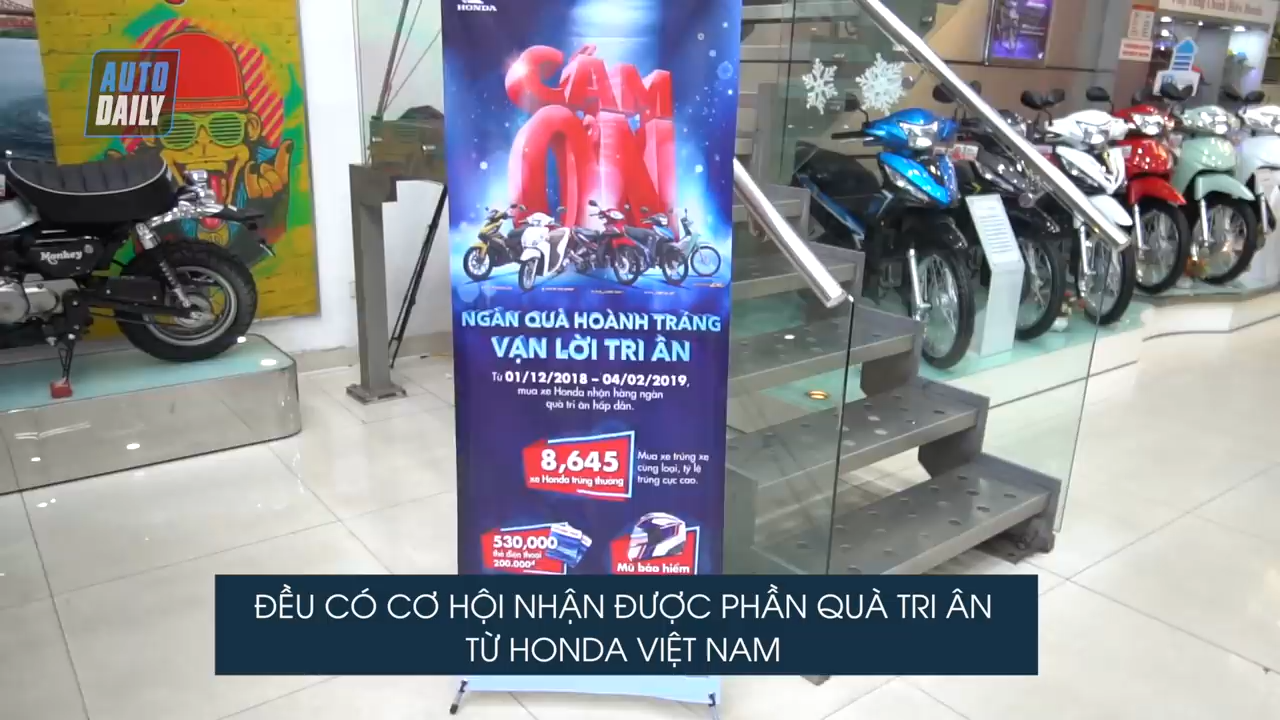 HONDA
AUTO
DAILY
CẢM
ƠN
Monkey
NGÀN QUÀ HOÀNH TRÁNG
VẠN LỜI TRI ÂN
Từ 01/12/2018 – 04/02/2019,
mua xe Honda nhận hàng ngàn
quà tri ân hấp dẫn.
8,645
xe Honda trúng thưởng
Mua xe trúng xe
cùng loại, tỷ lệ
trúng cực cao.
530,000
thẻ điện thoại
200.000đ
Mũ bảo hiểm
ĐỀU CÓ CƠ HỘI NHẬN ĐƯỢC PHẦN QUÀ TRI ÂN
TỪ HONDA VIỆT NAM